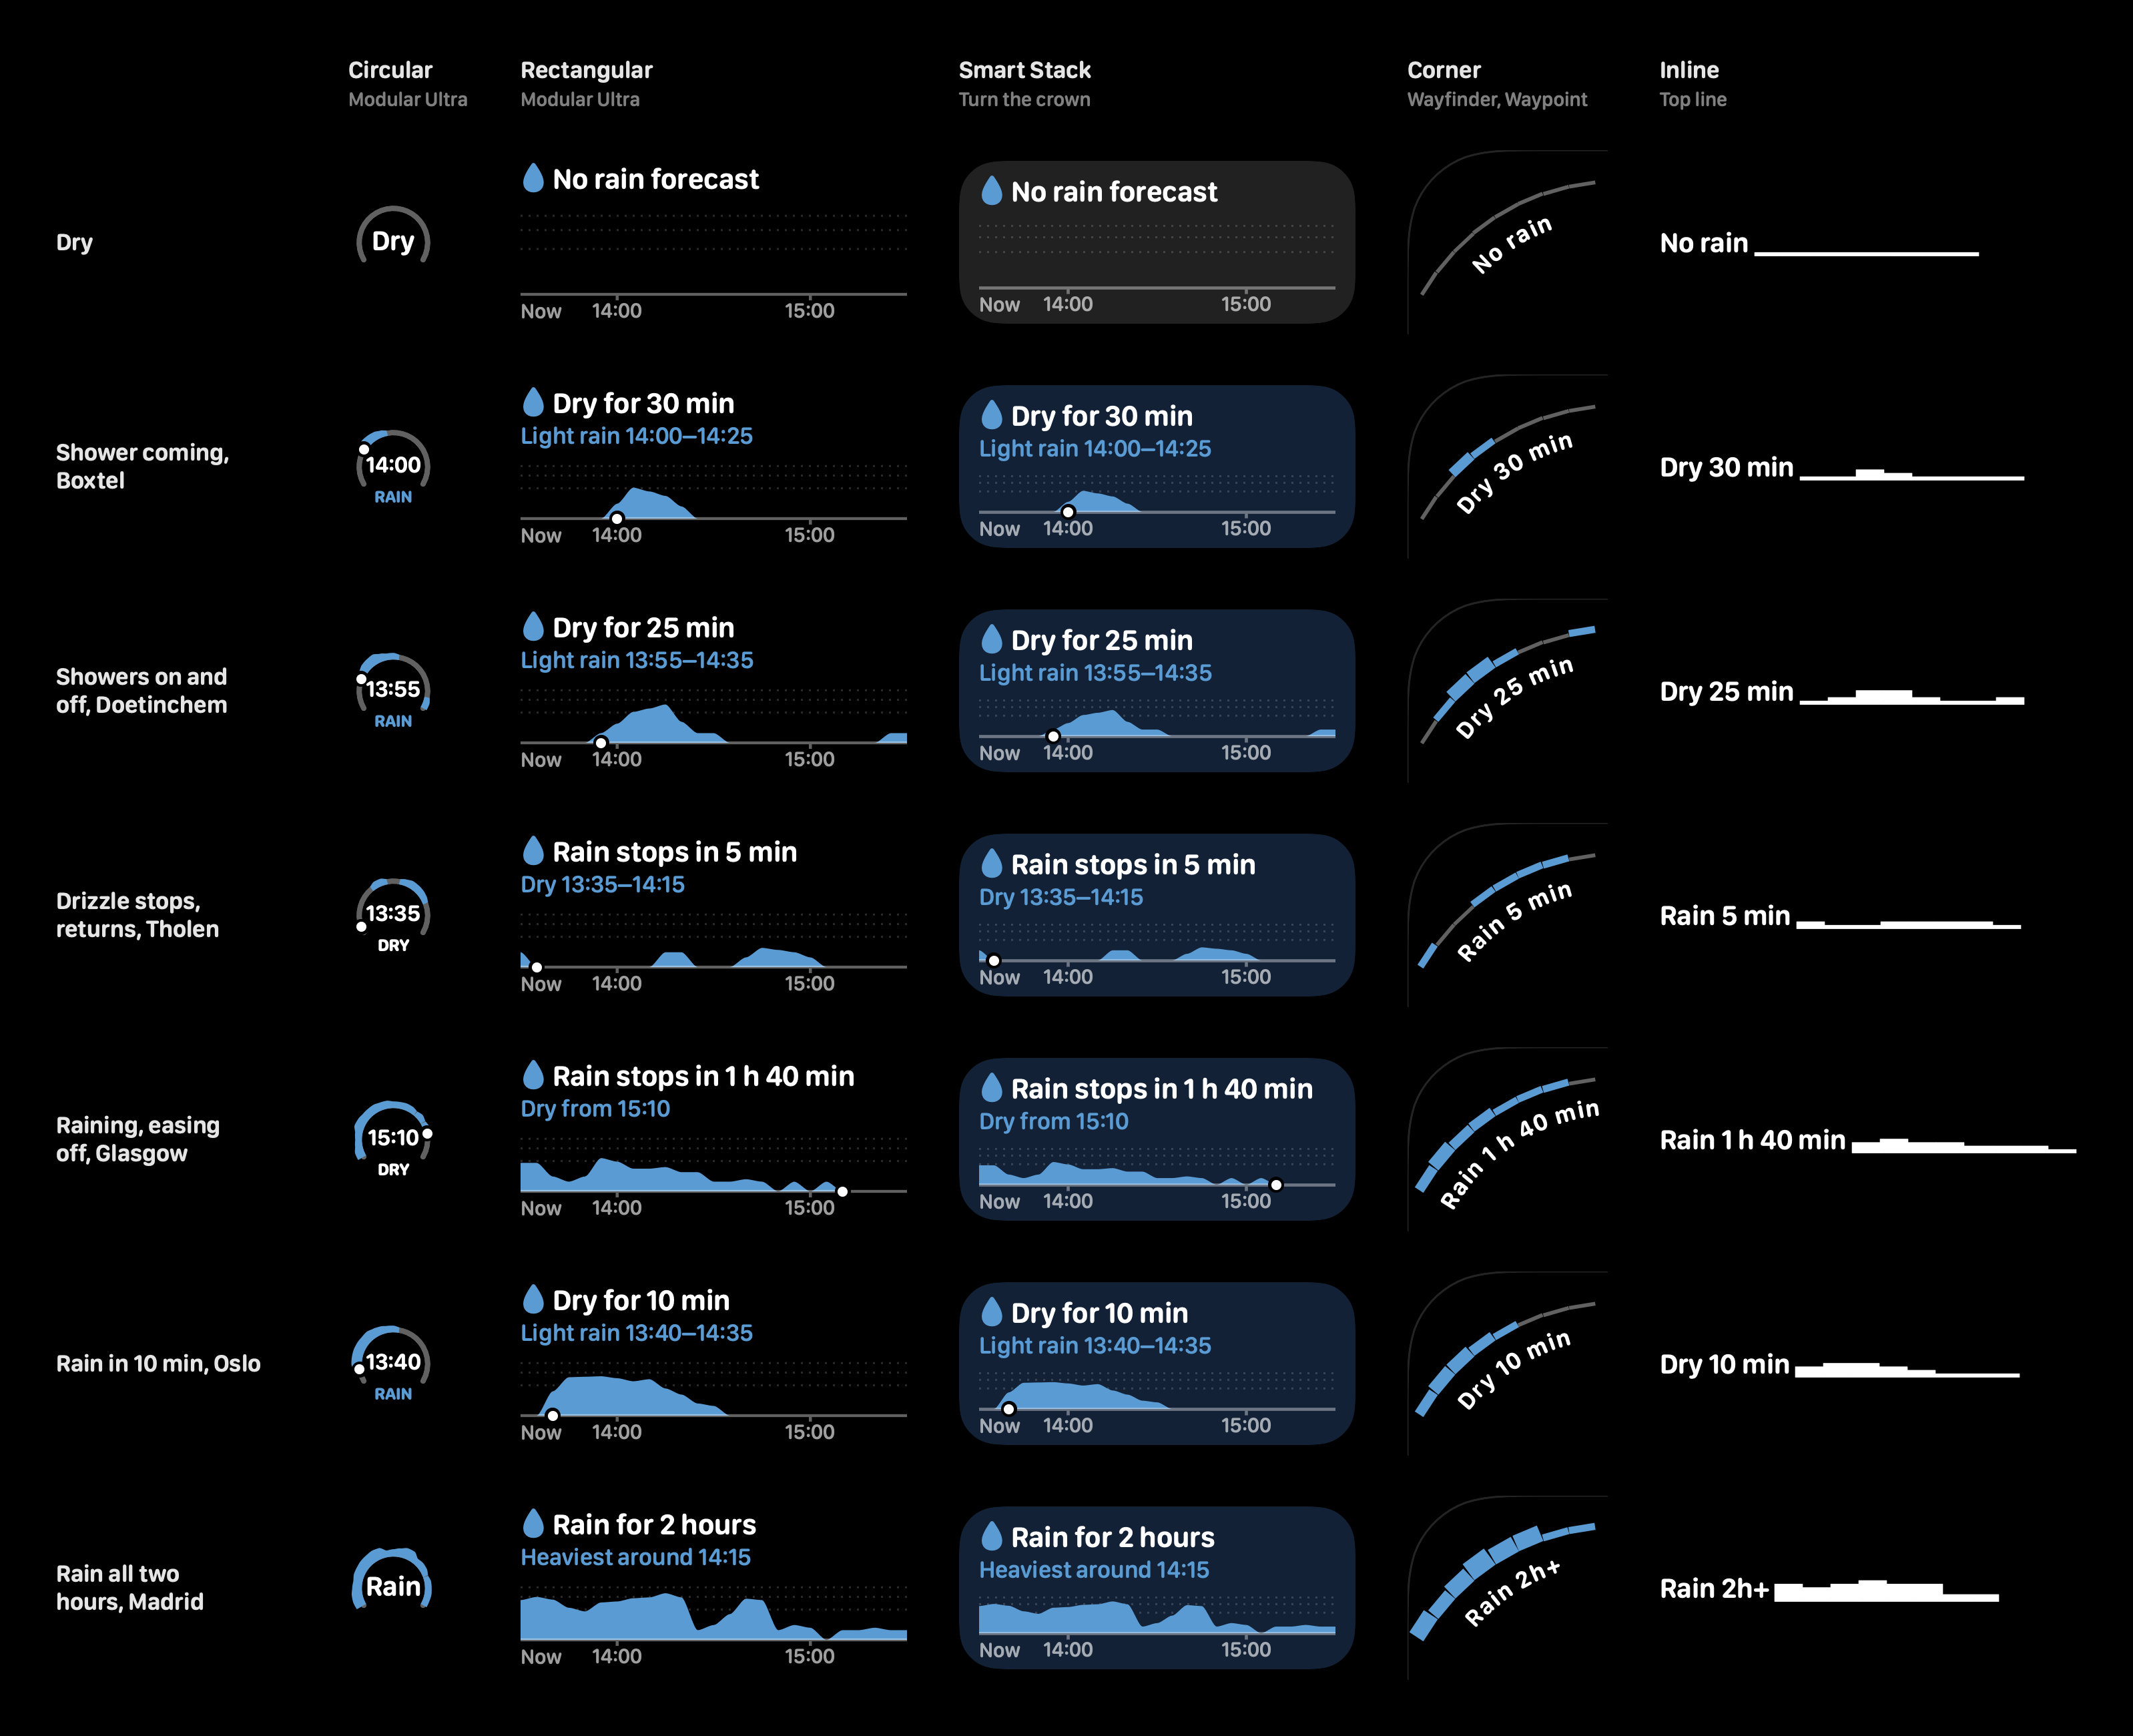 Circular
Modular Ultra
Rectangular
Modular Ultra
Smart Stack
Turn the crown
Corner
Wayfinder, Waypoint
Inline
Top line
Dry
Dry
No rain forecast
Now 14:00 15:00
No rain forecast
Now 14:00 15:00
No rain
No rain
Shower coming,
Boxtel
14:00
RAIN
Dry for 30 min
Light rain 14:00–14:25
Now 14:00 15:00
Dry for 30 min
Light rain 14:00–14:25
Now 14:00 15:00
Dry 30 min
Dry 30 min
Showers on and
off, Doetinchem
13:55
RAIN
Dry for 25 min
Light rain 13:55–14:35
Now 14:00 15:00
Dry for 25 min
Light rain 13:55–14:35
Now 14:00 15:00
Dry 25 min
Dry 25 min
Drizzle stops,
returns, Tholen
13:35
DRY
Rain stops in 5 min
Dry 13:35–14:15
Now 14:00 15:00
Rain stops in 5 min
Dry 13:35–14:15
Now 14:00 15:00
Rain 5 min
Rain 5 min
Raining, easing
off, Glasgow
15:10
DRY
Rain stops in 1 h 40 min
Dry from 15:10
Now 14:00 15:00
Rain stops in 1 h 40 min
Dry from 15:10
Now 14:00 15:00
Rain 1 h 40 min
Rain 1 h 40 min
Rain in 10 min, Oslo
13:40
RAIN
Dry for 10 min
Light rain 13:40–14:35
Now 14:00 15:00
Dry for 10 min
Light rain 13:40–14:35
Now 14:00 15:00
Dry 10 min
Dry 10 min
Rain all two
hours, Madrid
Rain
Rain for 2 hours
Heaviest around 14:15
Now 14:00 15:00
Rain for 2 hours
Heaviest around 14:15
Now 14:00 15:00
Rain 2h+
Rain 2h+